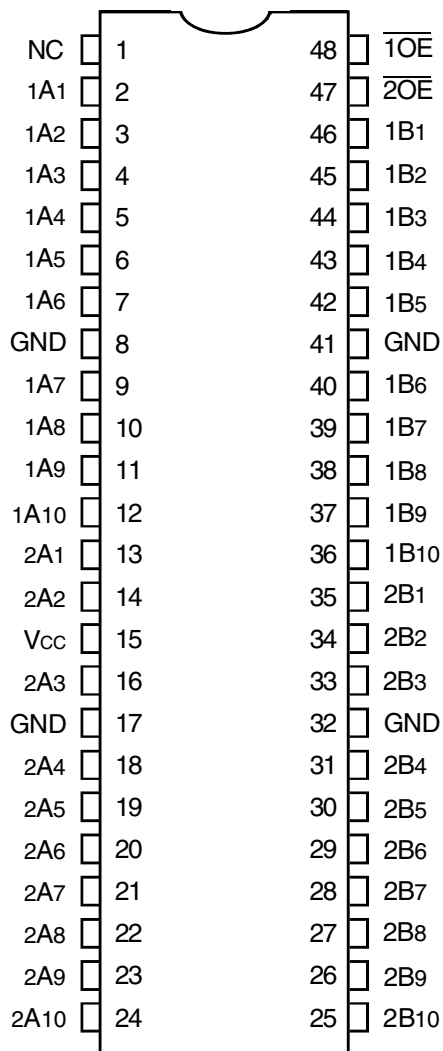 NC 1 48 1OE
1A1 2 47 2OE
1A2 3 46 1B1
1A3 4 45 1B2
1A4 5 44 1B3
1A5 6 43 1B4
1A6 7 42 1B5
GND 8 41 GND
1A7 9 40 1B6
1A8 10 39 1B7
1A9 11 38 1B8
1A10 12 37 1B9
2A1 13 36 1B10
2A2 14 35 2B1
VCC 15 34 2B2
2A3 16 33 2B3
GND 17 32 GND
2A4 18 31 2B4
2A5 19 30 2B5
2A6 20 29 2B6
2A7 21 28 2B7
2A8 22 27 2B8
2A9 23 26 2B9
2A10 24 25 2B10